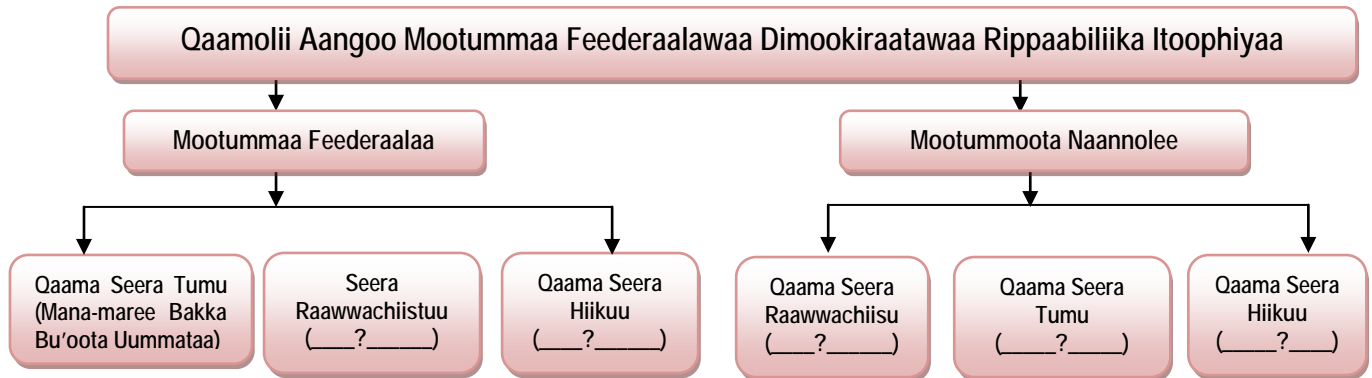 Qaamolii Aangoo Mootummaa Feederaalawaa Dimookiraatawaa Rippaabiliika Itoophiyaa
Mootummaa Feederaalaa
Mootummoota Naannolee
Qaama Seera Tumu
(Mana-maree Bakka
Bu'oota Uummataa)
Seera
Raawwachiistuu
(____?______)
Qaama Seera
Hiikuu
(____?______)
Qaama Seera
Raawwachiisu
(____?______)
Qaama Seera
Tumu
(_____?_____)
Qaama Seera
Hiikuu
(_____?____)